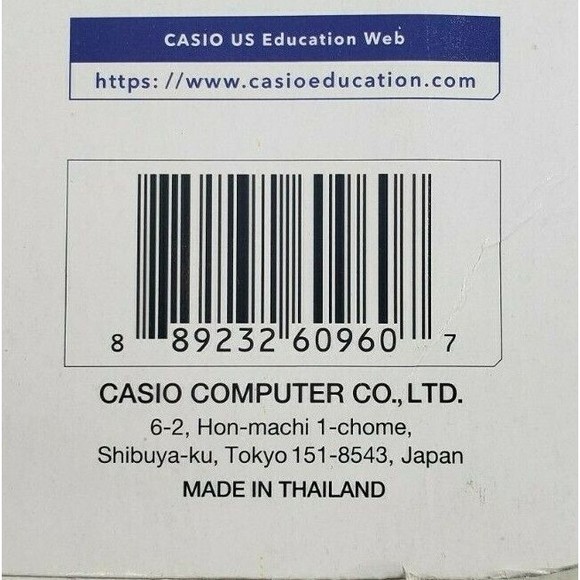 CASIO US Education Web
https://www.casioeducation.com
8 89232 60960 7
CASIO COMPUTER CO.,LTD.
6-2, Hon-machi 1-chome,
Shibuya-ku, Tokyo 151-8543, Japan
MADE IN THAILAND